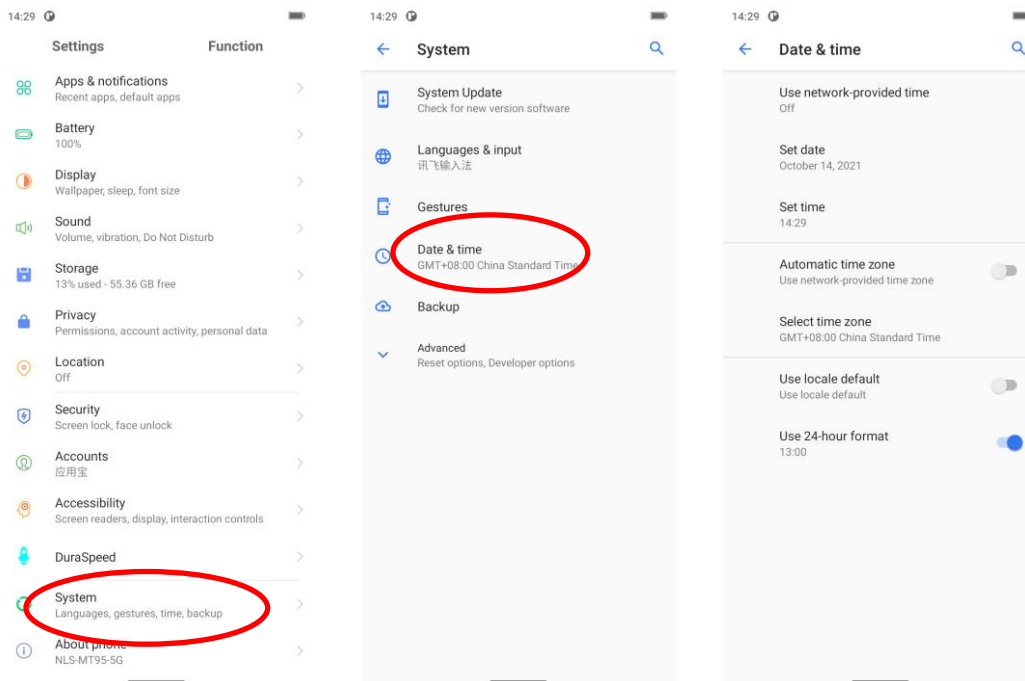 14:29
Settings Function
Apps & notifications
Recent apps, default apps
Battery
100%
Display
Wallpaper, sleep, font size
Sound
Volume, vibration, Do Not Disturb
Storage
13% used - 55.36 GB free
Privacy
Permissions, account activity, personal data
Location
Off
Security
Screen lock, face unlock
Accounts
应用宝
Accessibility
Screen readers, display, interaction controls
DuraSpeed
System
Languages, gestures, time, backup
About phone
NLS-MT95-5G
14:29
System
System Update
Check for new version software
Languages & input
讯飞输入法
Gestures
Date & time
GMT+08:00 China Standard Time
Backup
Advanced
Reset options, Developer options
14:29
Date & time
Use network-provided time
Off
Set date
October 14, 2021
Set time
14:29
Automatic time zone
Use network-provided time zone
Select time zone
GMT+08:00 China Standard Time
Use locale default
Use locale default
Use 24-hour format
13:00